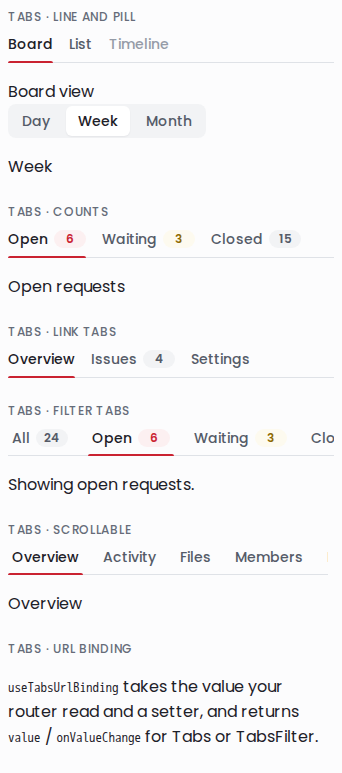 TABS · LINE AND PILL
Board List Timeline
Board view
Day Week Month
Week
TABS · COUNTS
Open 6 Waiting 3 Closed 15
Open requests
TABS · LINK TABS
Overview Issues 4 Settings
TABS · FILTER TABS
All 24 Open 6 Waiting 3 Clo
Showing open requests.
TABS · SCROLLABLE
Overview Activity Files Members
Overview
TABS · URL BINDING
useTabsUrlBinding takes the value your
router read and a setter, and returns
value / onValueChange for Tabs or TabsFilter.